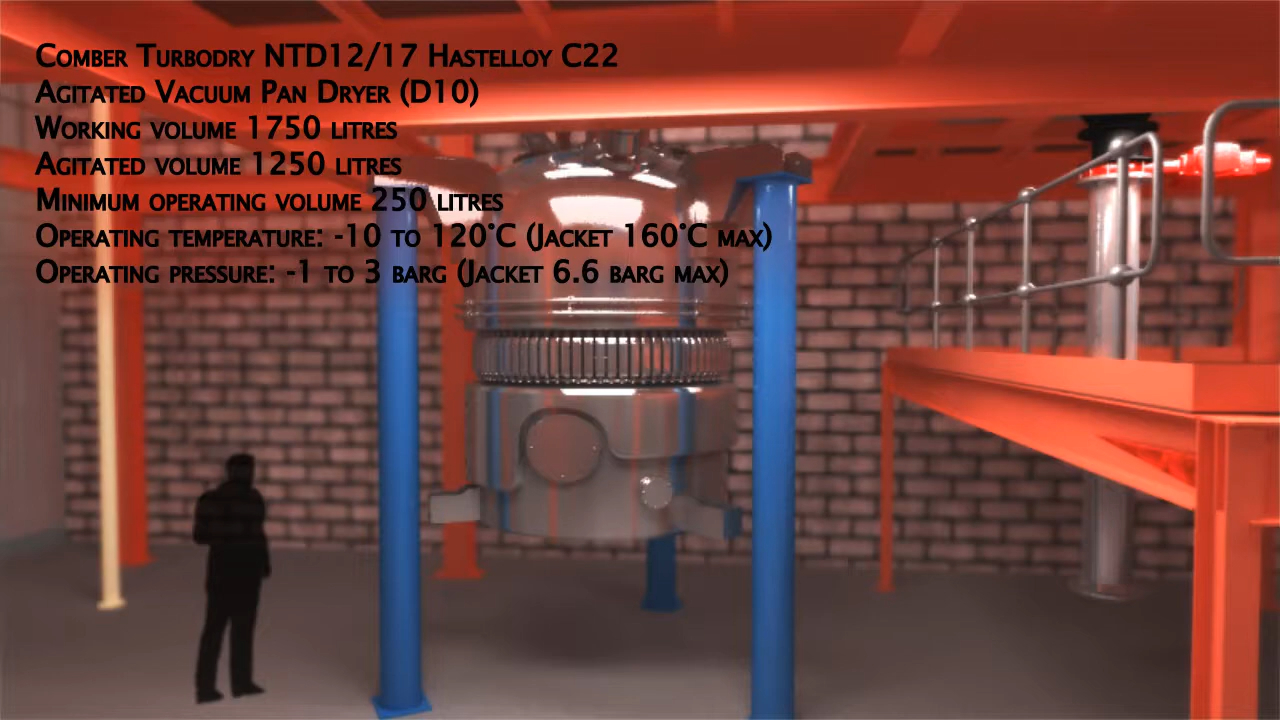 Comber Turbodry NTD12/17 Hastelloy C22
Agitated Vacuum Pan Dryer (D10)
Working volume 1750 litres
Agitated volume 1250 litres
Minimum operating volume 250 litres
Operating temperature: -10 to 120°C (Jacket 160°C max)
Operating pressure: -1 to 3 barg (Jacket 6.6 barg max)